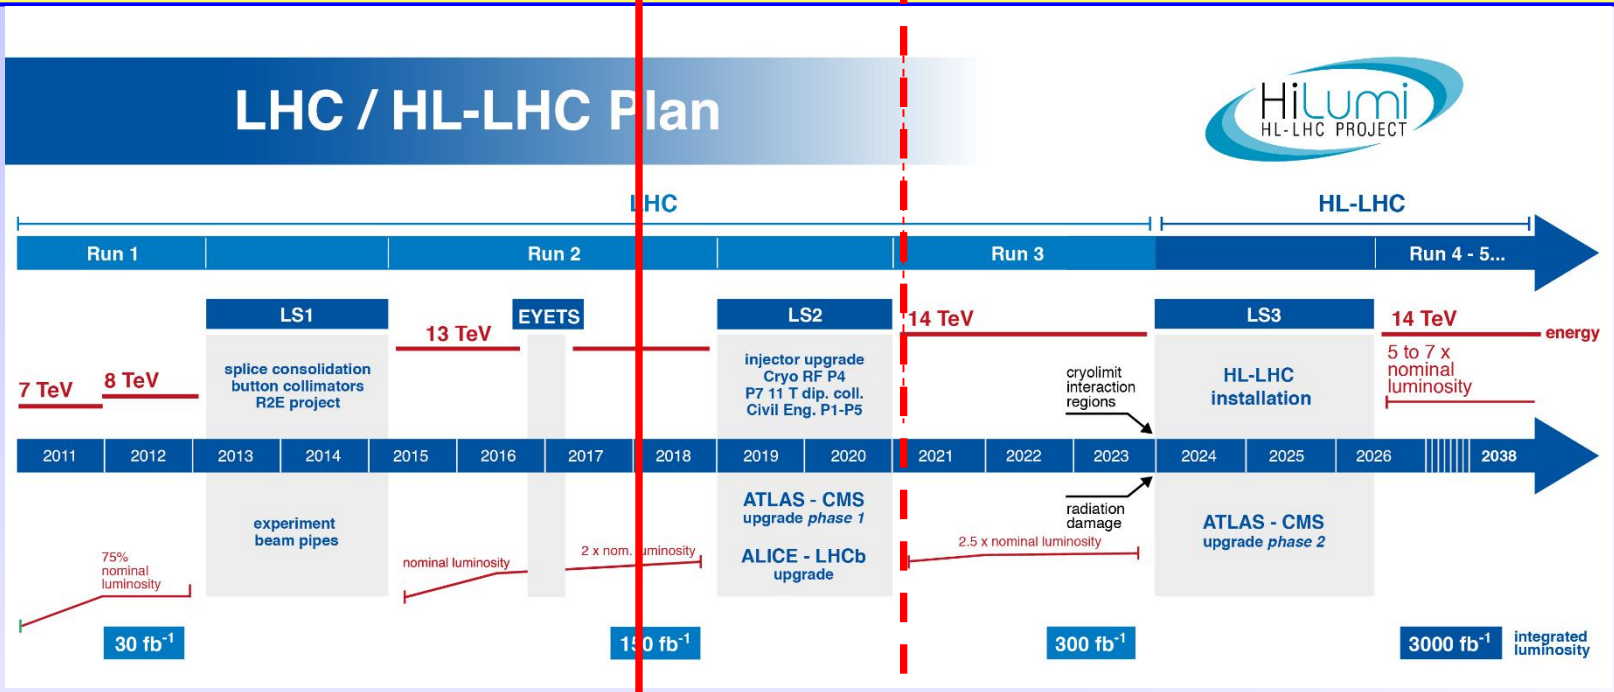 LHC / HL-LHC Plan
HiLumi
HL-LHC PROJECT
LHC
HL-LHC
Run 1
Run 2
Run 3
Run 4 - 5...
LS1
EYETS
LS2
LS3
13 TeV
14 TeV
14 TeV
energy
7 TeV
8 TeV
splice consolidation
button collimators
R2E project
injector upgrade
Cryo RF P4
P7 11 T dip. coll.
Civil Eng. P1-P5
cryolimit
interaction
regions
HL-LHC
installation
5 to 7 x
nominal
luminosity
2011 2012 2013 2014 2015 2016 2017 2018 2019 2020 2021 2022 2023 2024 2025 2026 2038
experiment
beam pipes
ATLAS - CMS
upgrade phase 1
ALICE - LHCb
upgrade
radiation
damage
ATLAS - CMS
upgrade phase 2
75%
nominal
luminosity
nominal luminosity
2 x nom. luminosity
2.5 x nominal luminosity
30 fb⁻¹
150 fb⁻¹
300 fb⁻¹
3000 fb⁻¹
integrated
luminosity